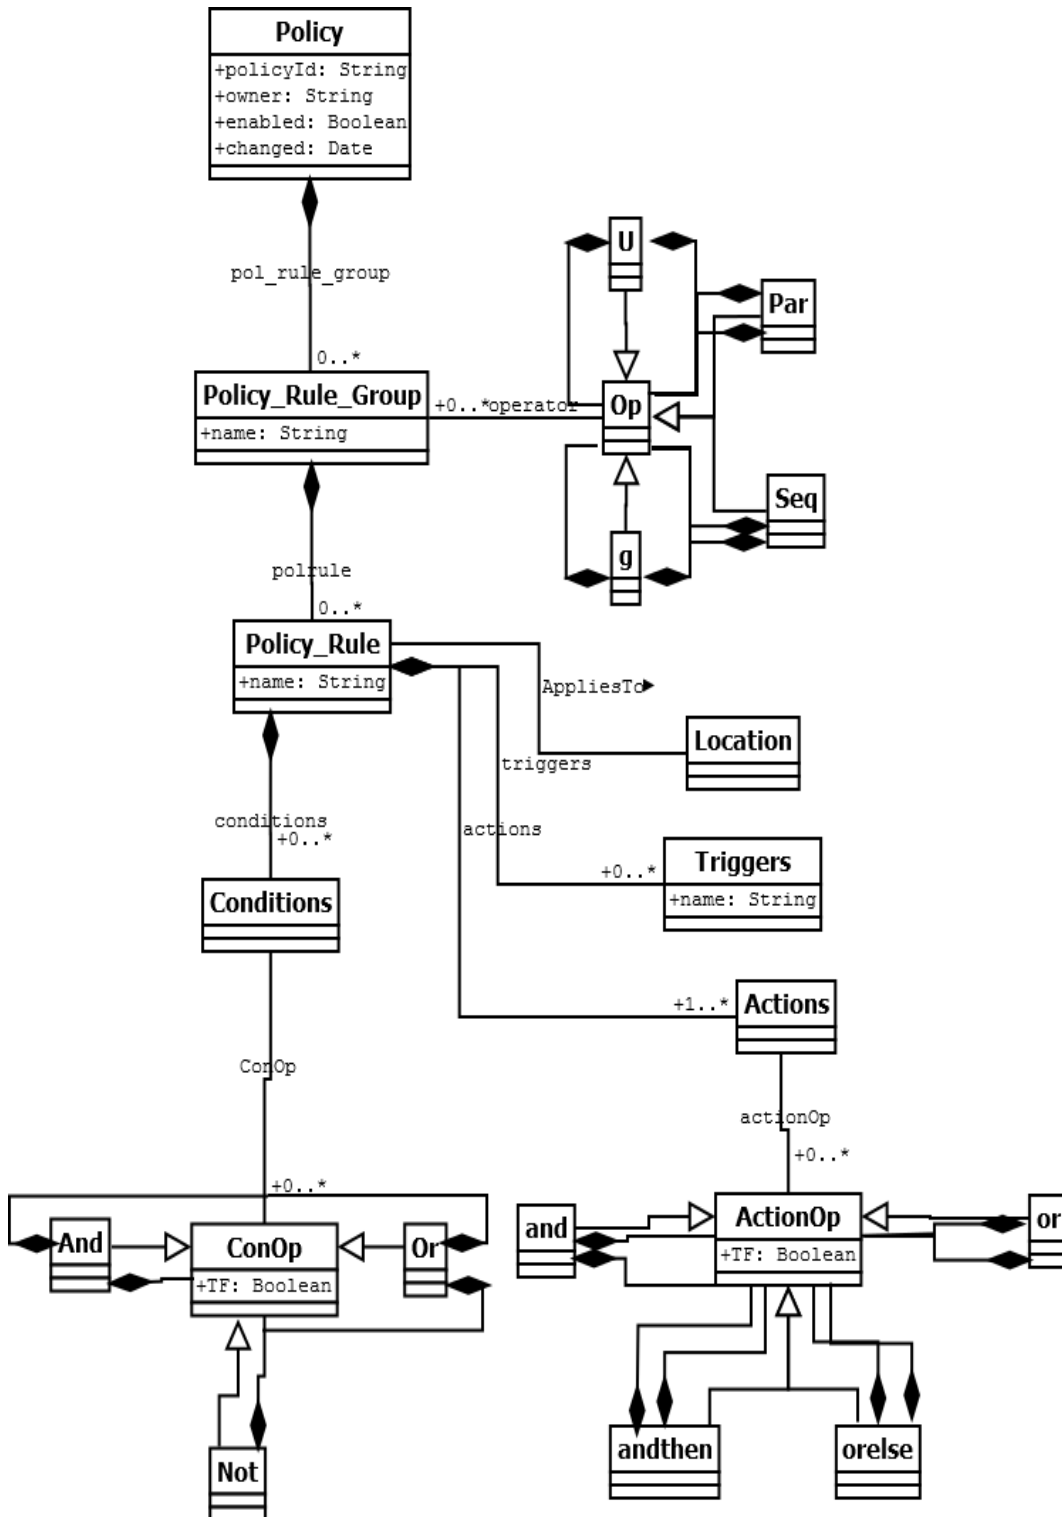 Policy
+policyId: String
+owner: String
+enabled: Boolean
+changed: Date
pol_rule_group
0..*
U
Par
Policy_Rule_Group
+name: String
+0..*
operator
Op
Seq
g
polrule
0..*
Policy_Rule
+name: String
AppliesTo
Location
triggers
conditions
+0..*
actions
Triggers
+name: String
+0..*
Conditions
Actions
+1..*
ConOp
actionOp
+0..*
+0..*
And
ConOp
+TF: Boolean
Or
and
ActionOp
+TF: Boolean
or
Not
andthen
orelse